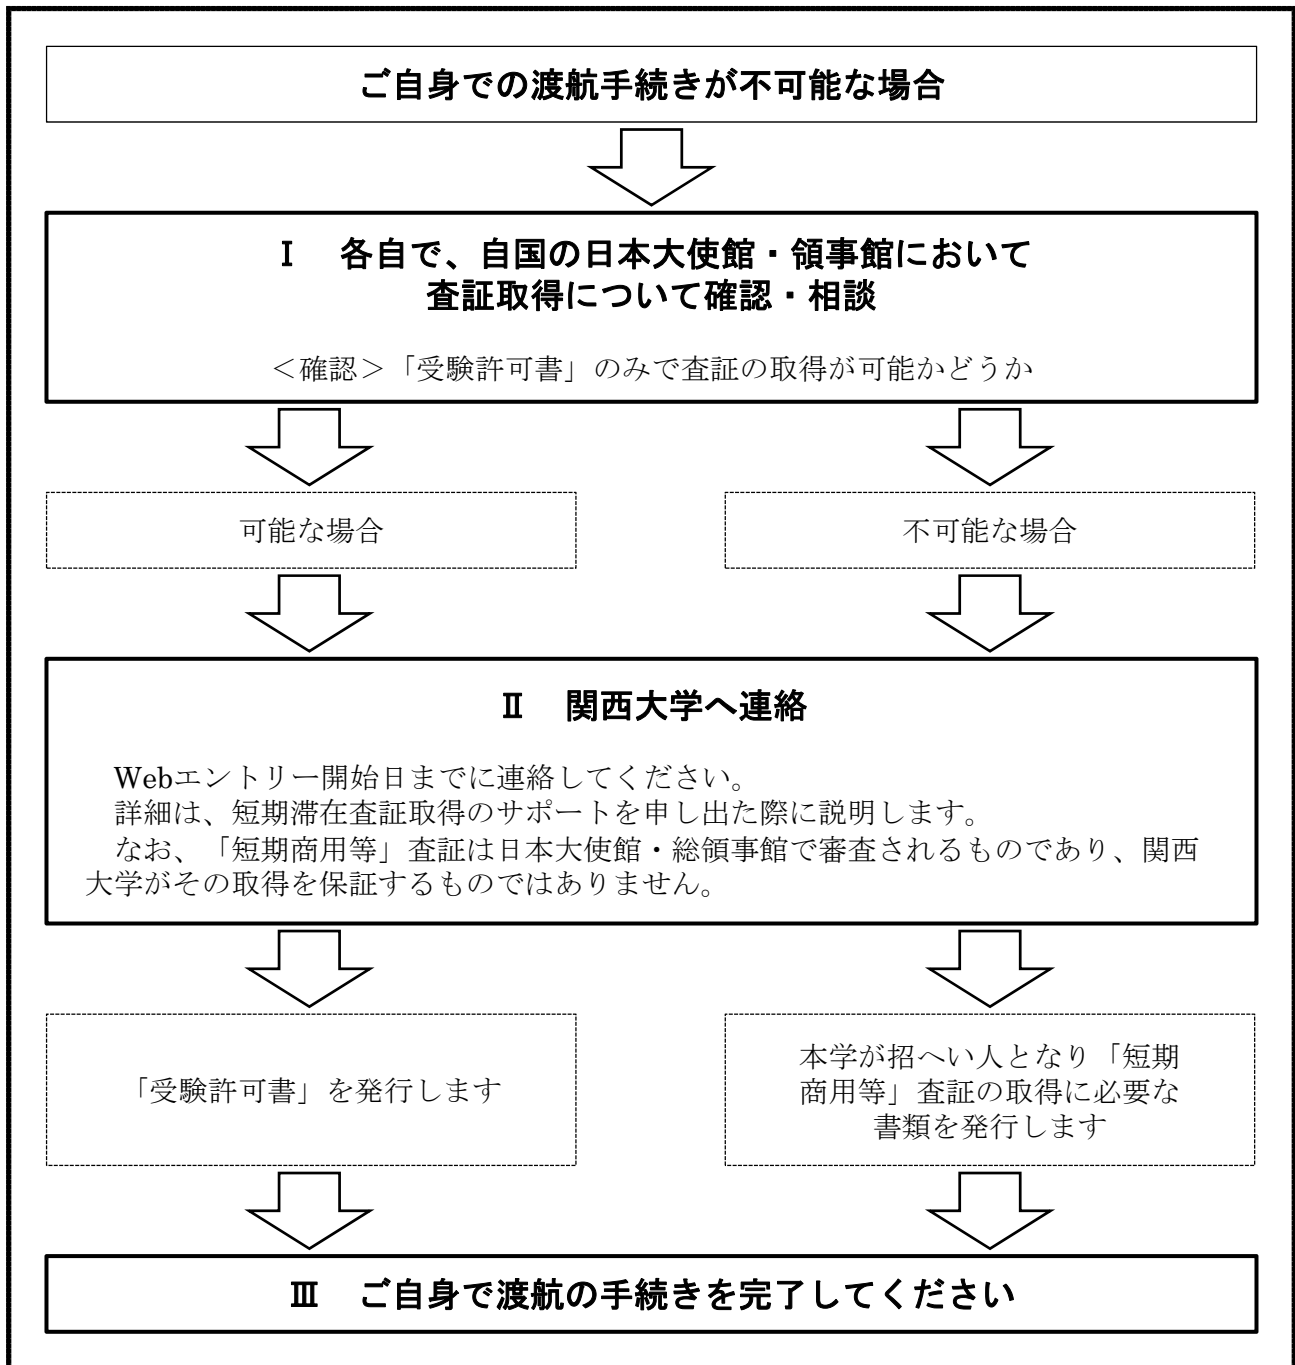 ご自身での渡航手続きが不可能な場合
Ⅰ　各自で、自国の日本大使館・領事館において
査証取得について確認・相談
＜確認＞「受験許可書」のみで査証の取得が可能かどうか
可能な場合
不可能な場合
Ⅱ　関西大学へ連絡
Webエントリー開始日までに連絡してください。
詳細は、短期滞在査証取得のサポートを申し出た際に説明します。
なお、「短期商用等」査証は日本大使館・総領事館で審査されるものであり、関西
大学がその取得を保証するものではありません。
「受験許可書」を発行します
本学が招へい人となり「短期
商用等」査証の取得に必要な
書類を発行します
Ⅲ　ご自身で渡航の手続きを完了してください